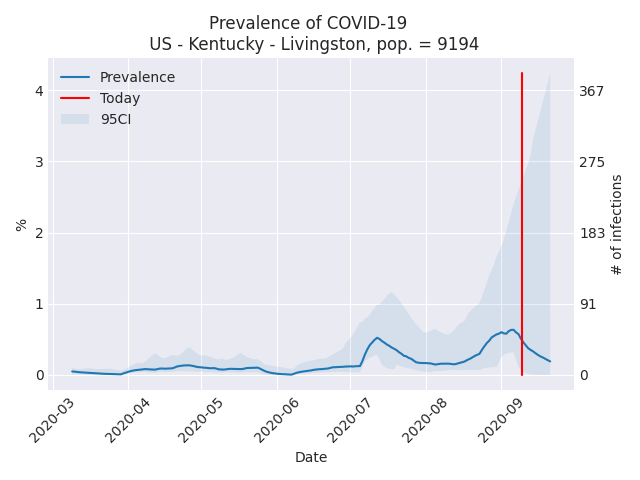 Prevalence of COVID-19
US - Kentucky - Livingston, pop. = 9194
Prevalence
Today
95CI
4
3
2
1
0
%
367
275
183
91
0
# of infections
2020-03
2020-04
2020-05
2020-06
2020-07
2020-08
2020-09
Date